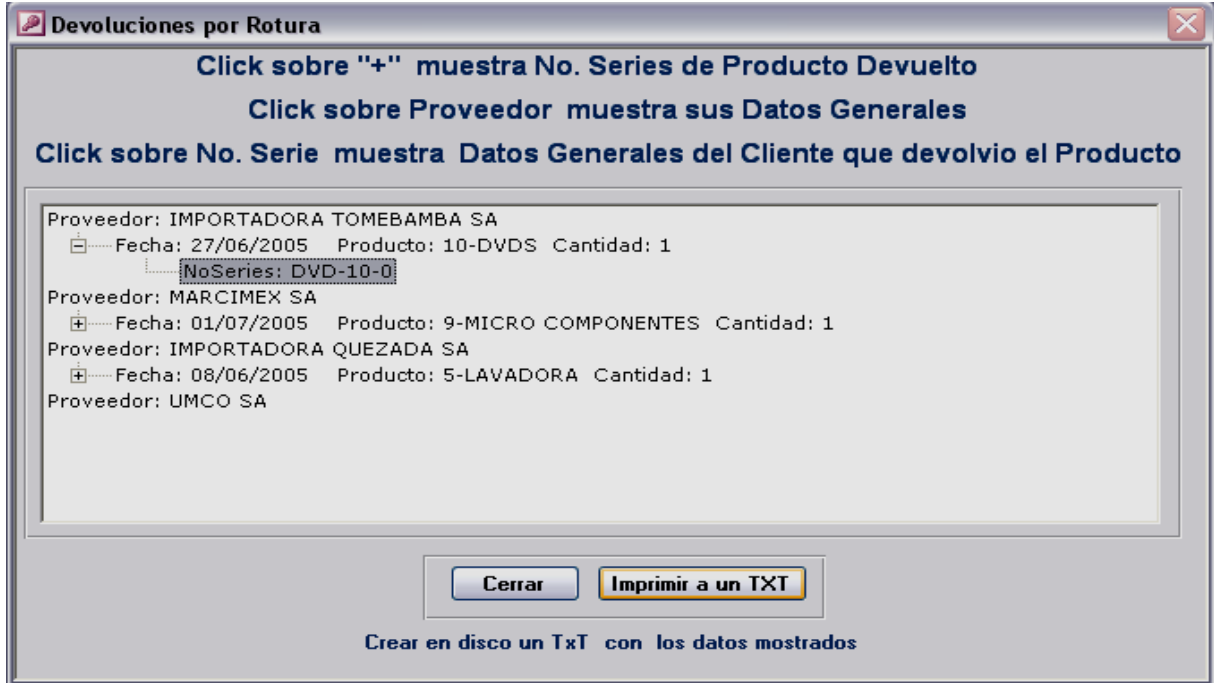 Devoluciones por Rotura
Click sobre "+" muestra No. Series de Producto Devuelto
Click sobre Proveedor muestra sus Datos Generales
Click sobre No. Serie muestra Datos Generales del Cliente que devolvio el Producto
Proveedor: IMPORTADORA TOMEBAMBA SA
Fecha: 27/06/2005 Producto: 10-DVDS Cantidad: 1
NoSeries: DVD-10-0
Proveedor: MARCIMEX SA
Fecha: 01/07/2005 Producto: 9-MICRO COMPONENTES Cantidad: 1
Proveedor: IMPORTADORA QUEZADA SA
Fecha: 08/06/2005 Producto: 5-LAVADORA Cantidad: 1
Proveedor: UMCO SA
Cerrar Imprimir a un TXT
Crear en disco un TxT con los datos mostrados